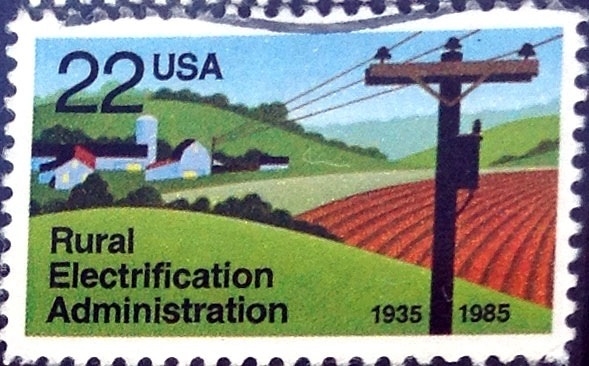 22 USA
Rural
Electrification
Administration
1935 1985